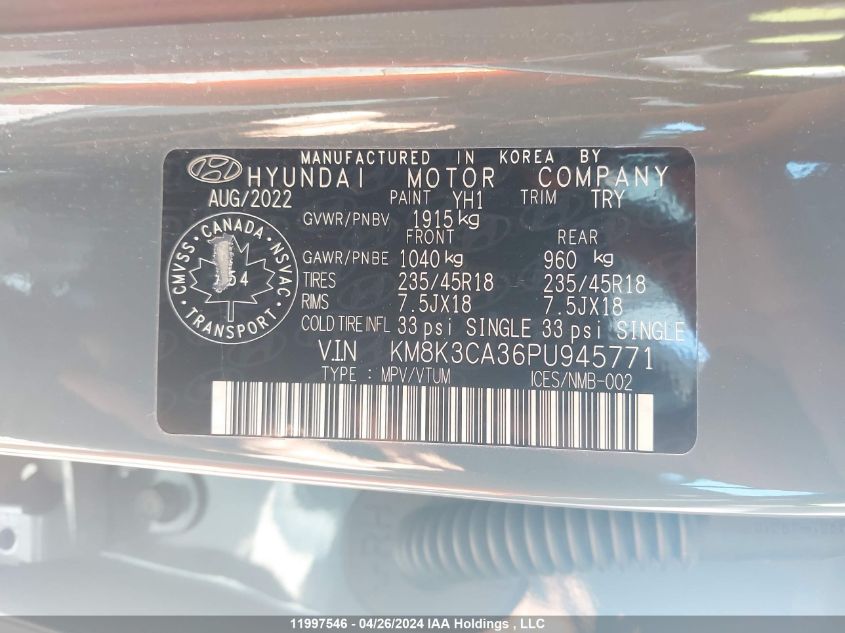 MANUFACTURED IN KOREA BY
HYUNDAI MOTOR COMPANY
AUG/2022 PAINT YH1 TRIM TRY
GVWR/PNBV 1915 kg
FRONT REAR
GAWR/PNBE 1040 kg 960 kg
TIRES 235/45R18 235/45R18
RIMS 7.5JX18 7.5JX18
COLD TIRE INFL 33 psi SINGLE 33 psi SINGLE
V.I.N KM8K3CA36PU945771
TYPE : MPV/VTUM ICES/NMB-002
CMVSS · CANADA · NSVAC
TRANSPORT
11997546 - 04/26/2024 IAA Holdings , LLC